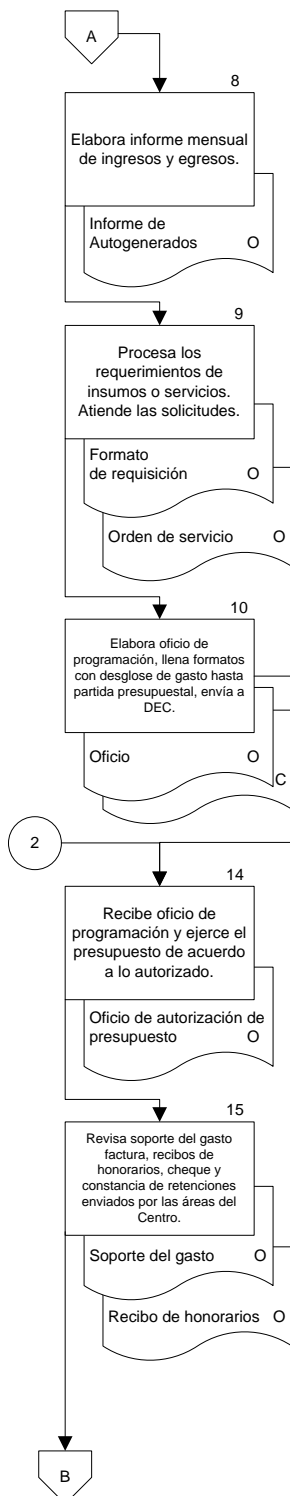 A
8
Elabora informe mensual
de ingresos y egresos.
Informe de
Autogenerados O
9
Procesa los
requerimientos de
insumos o servicios.
Atiende las solicitudes.
Formato
de requisición O
Orden de servicio O
10
Elabora oficio de
programación, llena formatos
con desglose de gasto hasta
partida presupuestal, envía a
DEC.
Oficio O
C
2
14
Recibe oficio de
programación y ejerce el
presupuesto de acuerdo
a lo autorizado.
Oficio de autorización de
presupuesto O
15
Revisa soporte del gasto
factura, recibos de
honorarios, cheque y
constancia de retenciones
enviados por las áreas del
Centro.
Soporte del gasto O
Recibo de honorarios O
B